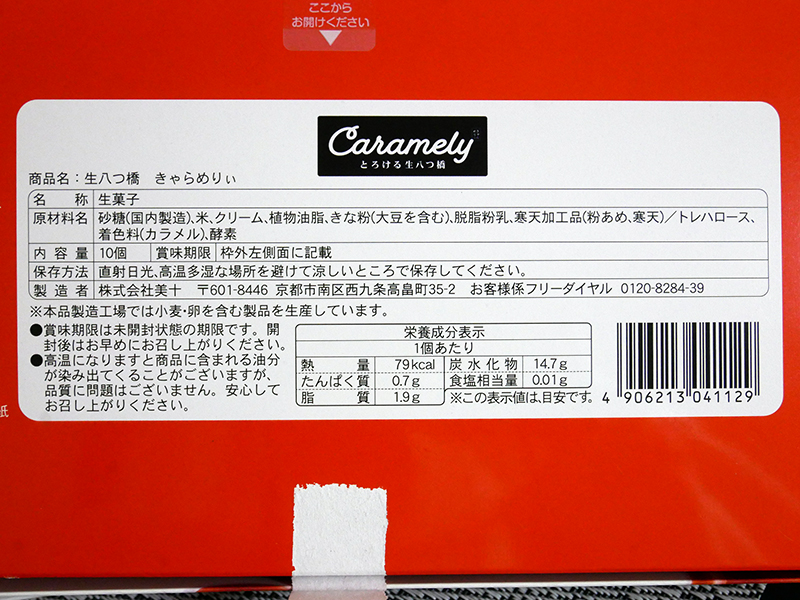 ここから
お開けください
Caramely
とろける生八つ橋
商品名：生八つ橋　きゃらめりぃ
名　称 生菓子
原材料名 砂糖(国内製造)、米、クリーム、植物油脂、きな粉(大豆を含む)、脱脂粉乳、寒天加工品(粉あめ、寒天)／トレハロース、
着色料(カラメル)、酵素
内容量 10個 賞味期限 枠外左側面に記載
保存方法 直射日光、高温多湿な場所を避けて涼しいところで保存してください。
製造者 株式会社美十　〒601-8446 京都市南区西九条高畠町35-2　お客様係フリーダイヤル　0120-8284-39
※本品製造工場では小麦・卵を含む製品を生産しています。
●賞味期限は未開封状態の期限です。開
封後はお早めにお召し上がりください。
●高温になりますと商品に含まれる油分
が染み出てくることがございますが、
品質に問題はございません。安心して
お召し上がりください。
栄養成分表示
1個あたり
熱　量 79kcal 炭水化物 14.7g
たんぱく質 0.7g 食塩相当量 0.01g
脂　質 1.9g ※この表示値は、目安です。
4 906213 041129
紙